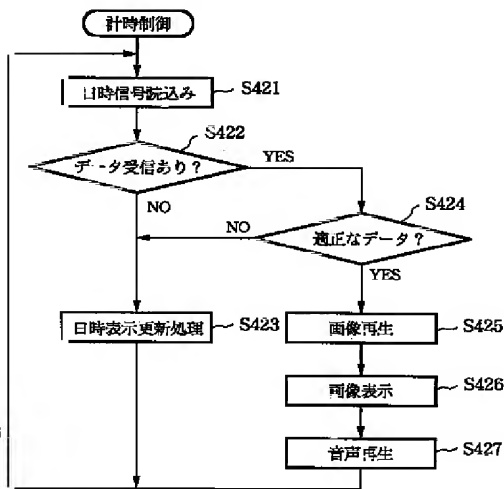 計時制御
日時信号読込み
S421
S422
データ受信あり?
YES
NO
S424
適正なデータ?
NO
YES
日時表示更新処理
S423
画像再生
S425
画像表示
S426
音声再生
S427